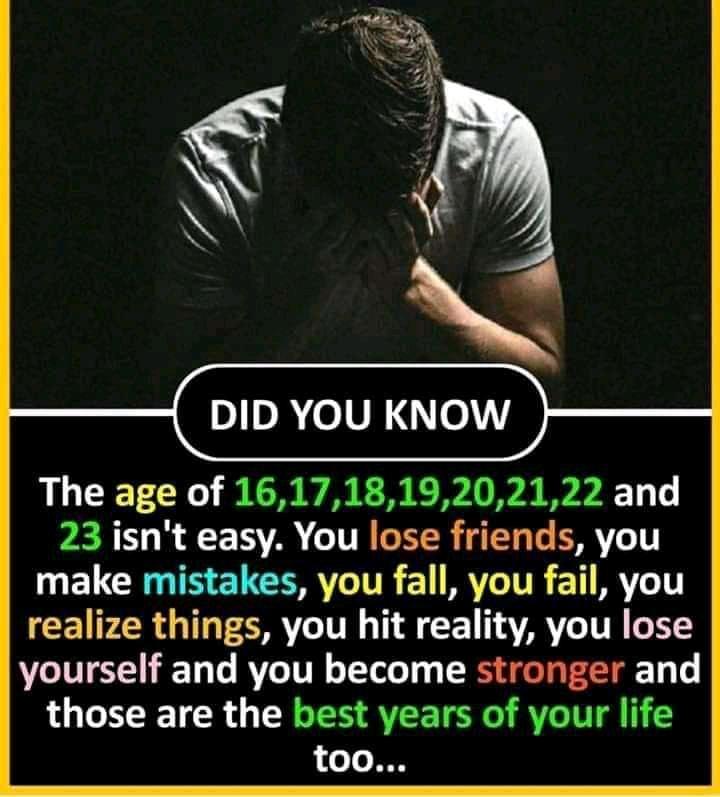 DID YOU KNOW
The age of 16,17,18,19,20,21,22 and
23 isn't easy. You lose friends, you
make mistakes, you fall, you fail, you
realize things, you hit reality, you lose
yourself and you become stronger and
those are the best years of your life
too...